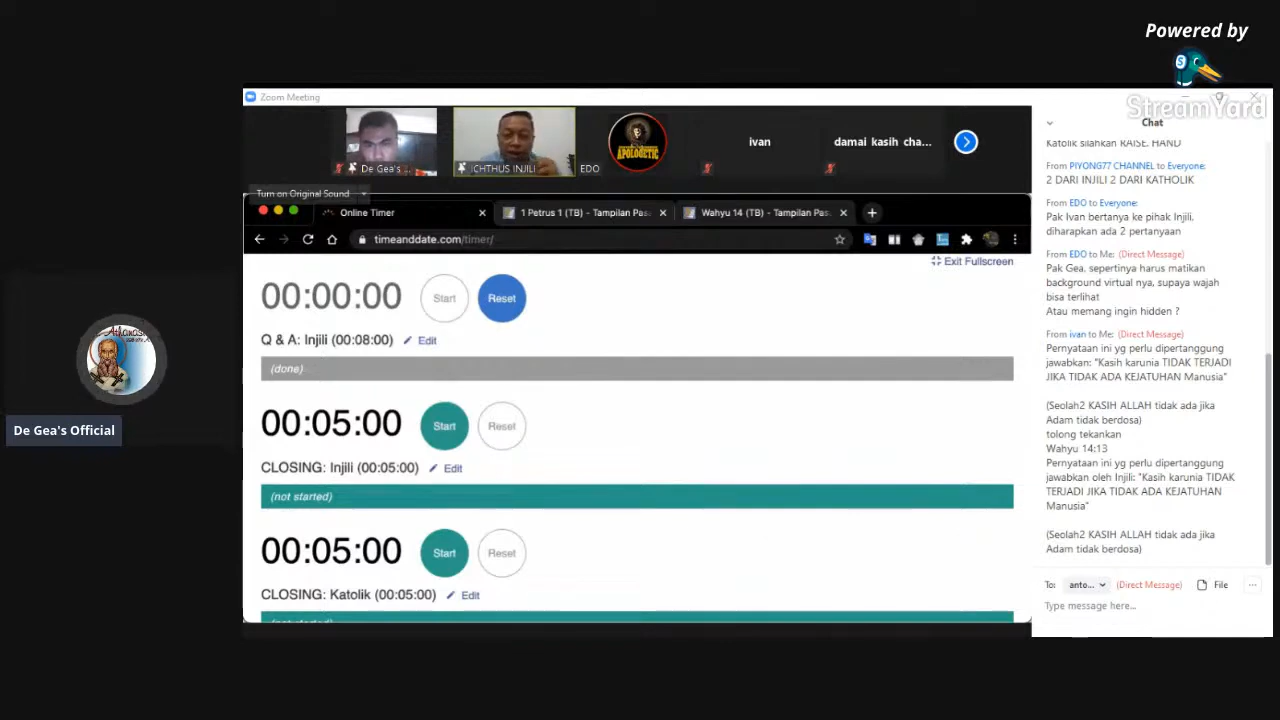 Powered by
StreamYard
Zoom Meeting
De Gea's
ICHTHUS INJILI
EDO
APOLOGETIC
ivan
damai kasih cha...
Turn on Original Sound
Online Timer
1 Petrus 1 (TB) - Tampilan Pas
Wahyu 14 (TB) - Tampilan Pas
timeanddate.com/timer/
Exit Fullscreen
00:00:00
Start
Reset
Q & A: Injili (00:08:00)
Edit
(done)
00:05:00
Start
Reset
CLOSING: Injili (00:05:00)
Edit
(not started)
00:05:00
Start
Reset
CLOSING: Katolik (00:05:00)
Edit
(not started)
De Gea's Official
Chat
Katolik silahkan RAISE. HAND
From PIYONG77 CHANNEL to Everyone:
2 DARI INJILI 2 DARI KATHOLIK
From EDO to Everyone:
Pak Ivan bertanya ke pihak Injili,
diharapkan ada 2 pertanyaan
From EDO to Me: (Direct Message)
Pak Gea, sepertinya harus matikan
background virtual nya, supaya wajah
bisa terlihat
Atau memang ingin hidden ?
From ivan to Me: (Direct Message)
Pernyataan ini yg perlu dipertanggung
jawabkan: "Kasih karunia TIDAK TERJADI
JIKA TIDAK ADA KEJATUHAN Manusia"
(Seolah2 KASIH ALLAH tidak ada jika
Adam tidak berdosa)
tolong tekankan
Wahyu 14:13
Pernyataan ini yg perlu dipertanggung
jawabkan oleh Injili: "Kasih karunia TIDAK
TERJADI JIKA TIDAK ADA KEJATUHAN
Manusia"
(Seolah2 KASIH ALLAH tidak ada jika
Adam tidak berdosa)
To: anto...
(Direct Message)
File
Type message here...